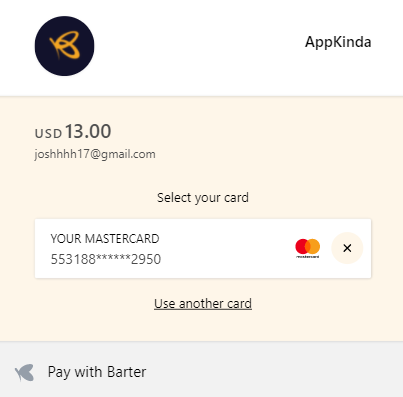 AppKinda
USD 13.00
joshhhh17@gmail.com
Select your card
YOUR MASTERCARD
553188******2950
mastercard
×
Use another card
Pay with Barter